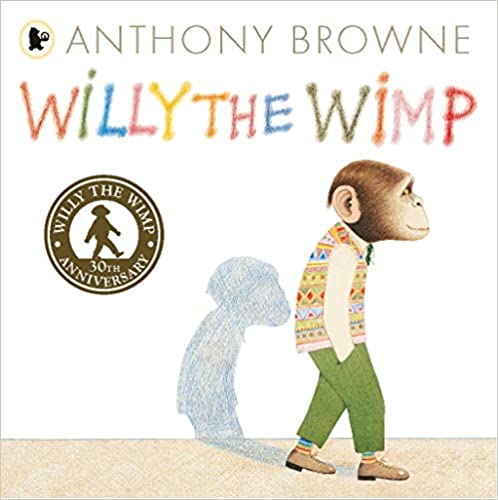 ANTHONY BROWNE
WiLLY THE WiMP
WILLY THE WIMP
30TH
ANNIVERSARY